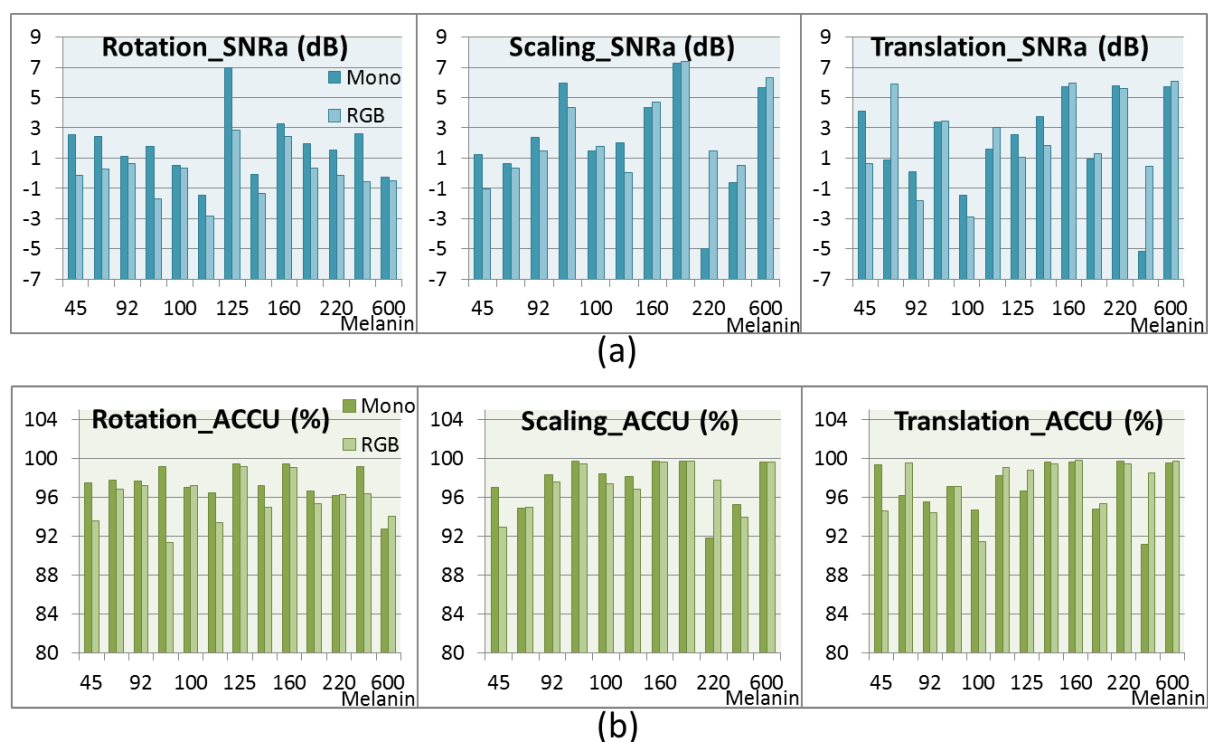 Rotation_SNRa (dB)
Mono
RGB
9
7
5
3
1
-1
-3
-5
-7
45 92 100 125 160 220 600
Melanin
Scaling_SNRa (dB)
9
7
5
3
1
-1
-3
-5
-7
45 92 100 160 220 600
Melanin
Translation_SNRa (dB)
9
7
5
3
1
-1
-3
-5
-7
45 92 100 125 160 220 600
Melanin
(a)
Rotation_ACCU (%)
Mono
RGB
104
100
96
92
88
84
80
45 92 100 125 160 220 600
Melanin
Scaling_ACCU (%)
104
100
96
92
88
84
80
45 92 100 160 220 600
Melanin
Translation_ACCU (%)
104
100
96
92
88
84
80
45 92 100 125 160 220 600
Melanin
(b)